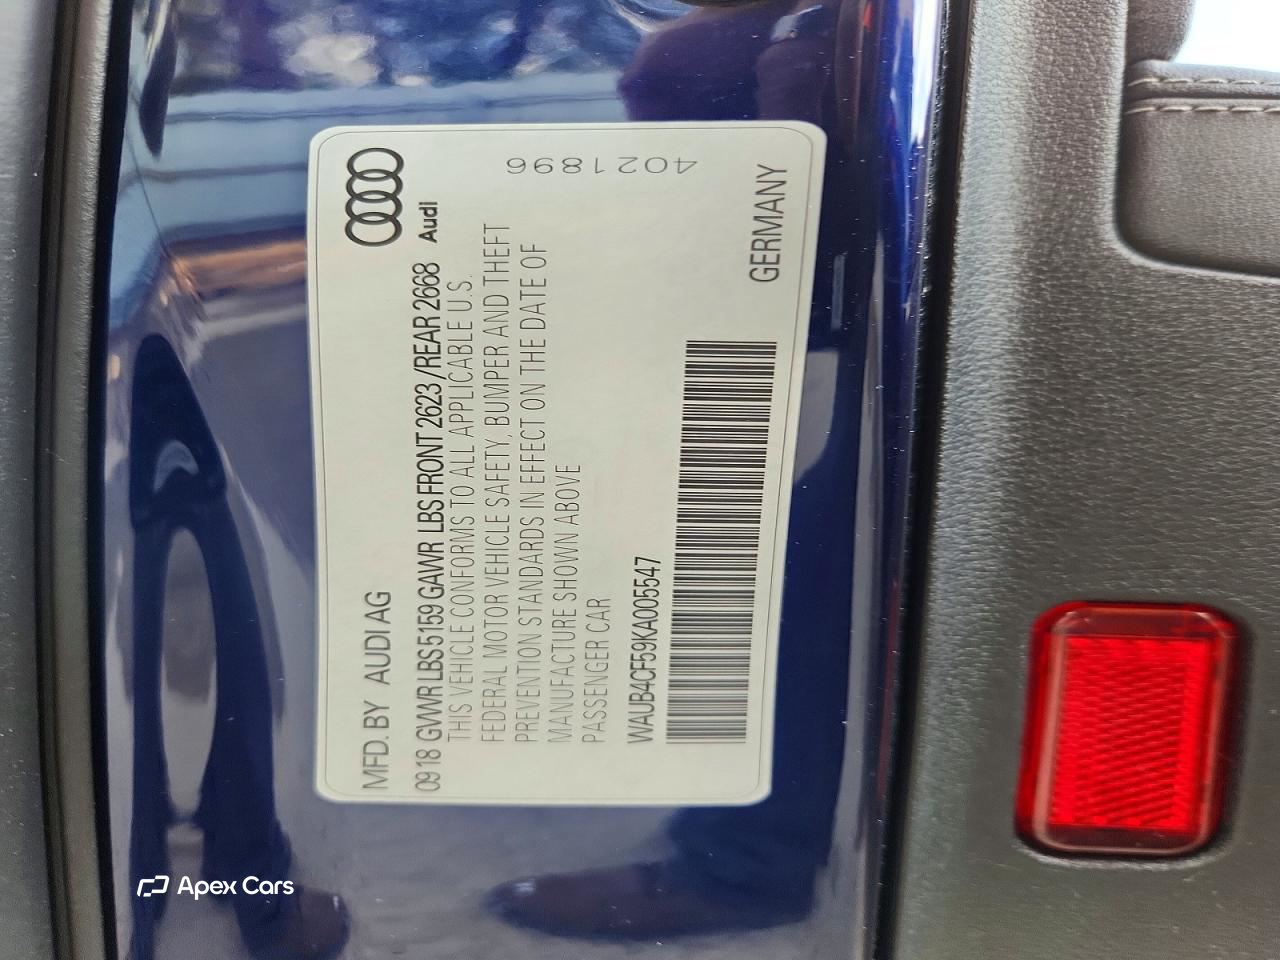 MFD. BY AUDI AG
Audi
0918 GVWR LBS 5159 GAWR LBS FRONT 2623 /REAR 2668
THIS VEHICLE CONFORMS TO ALL APPLICABLE U.S.
FEDERAL MOTOR VEHICLE SAFETY, BUMPER AND THEFT
PREVENTION STANDARDS IN EFFECT ON THE DATE OF
MANUFACTURE SHOWN ABOVE
PASSENGER CAR
WAUB4CF59KA005547
GERMANY
4021896
Apex Cars